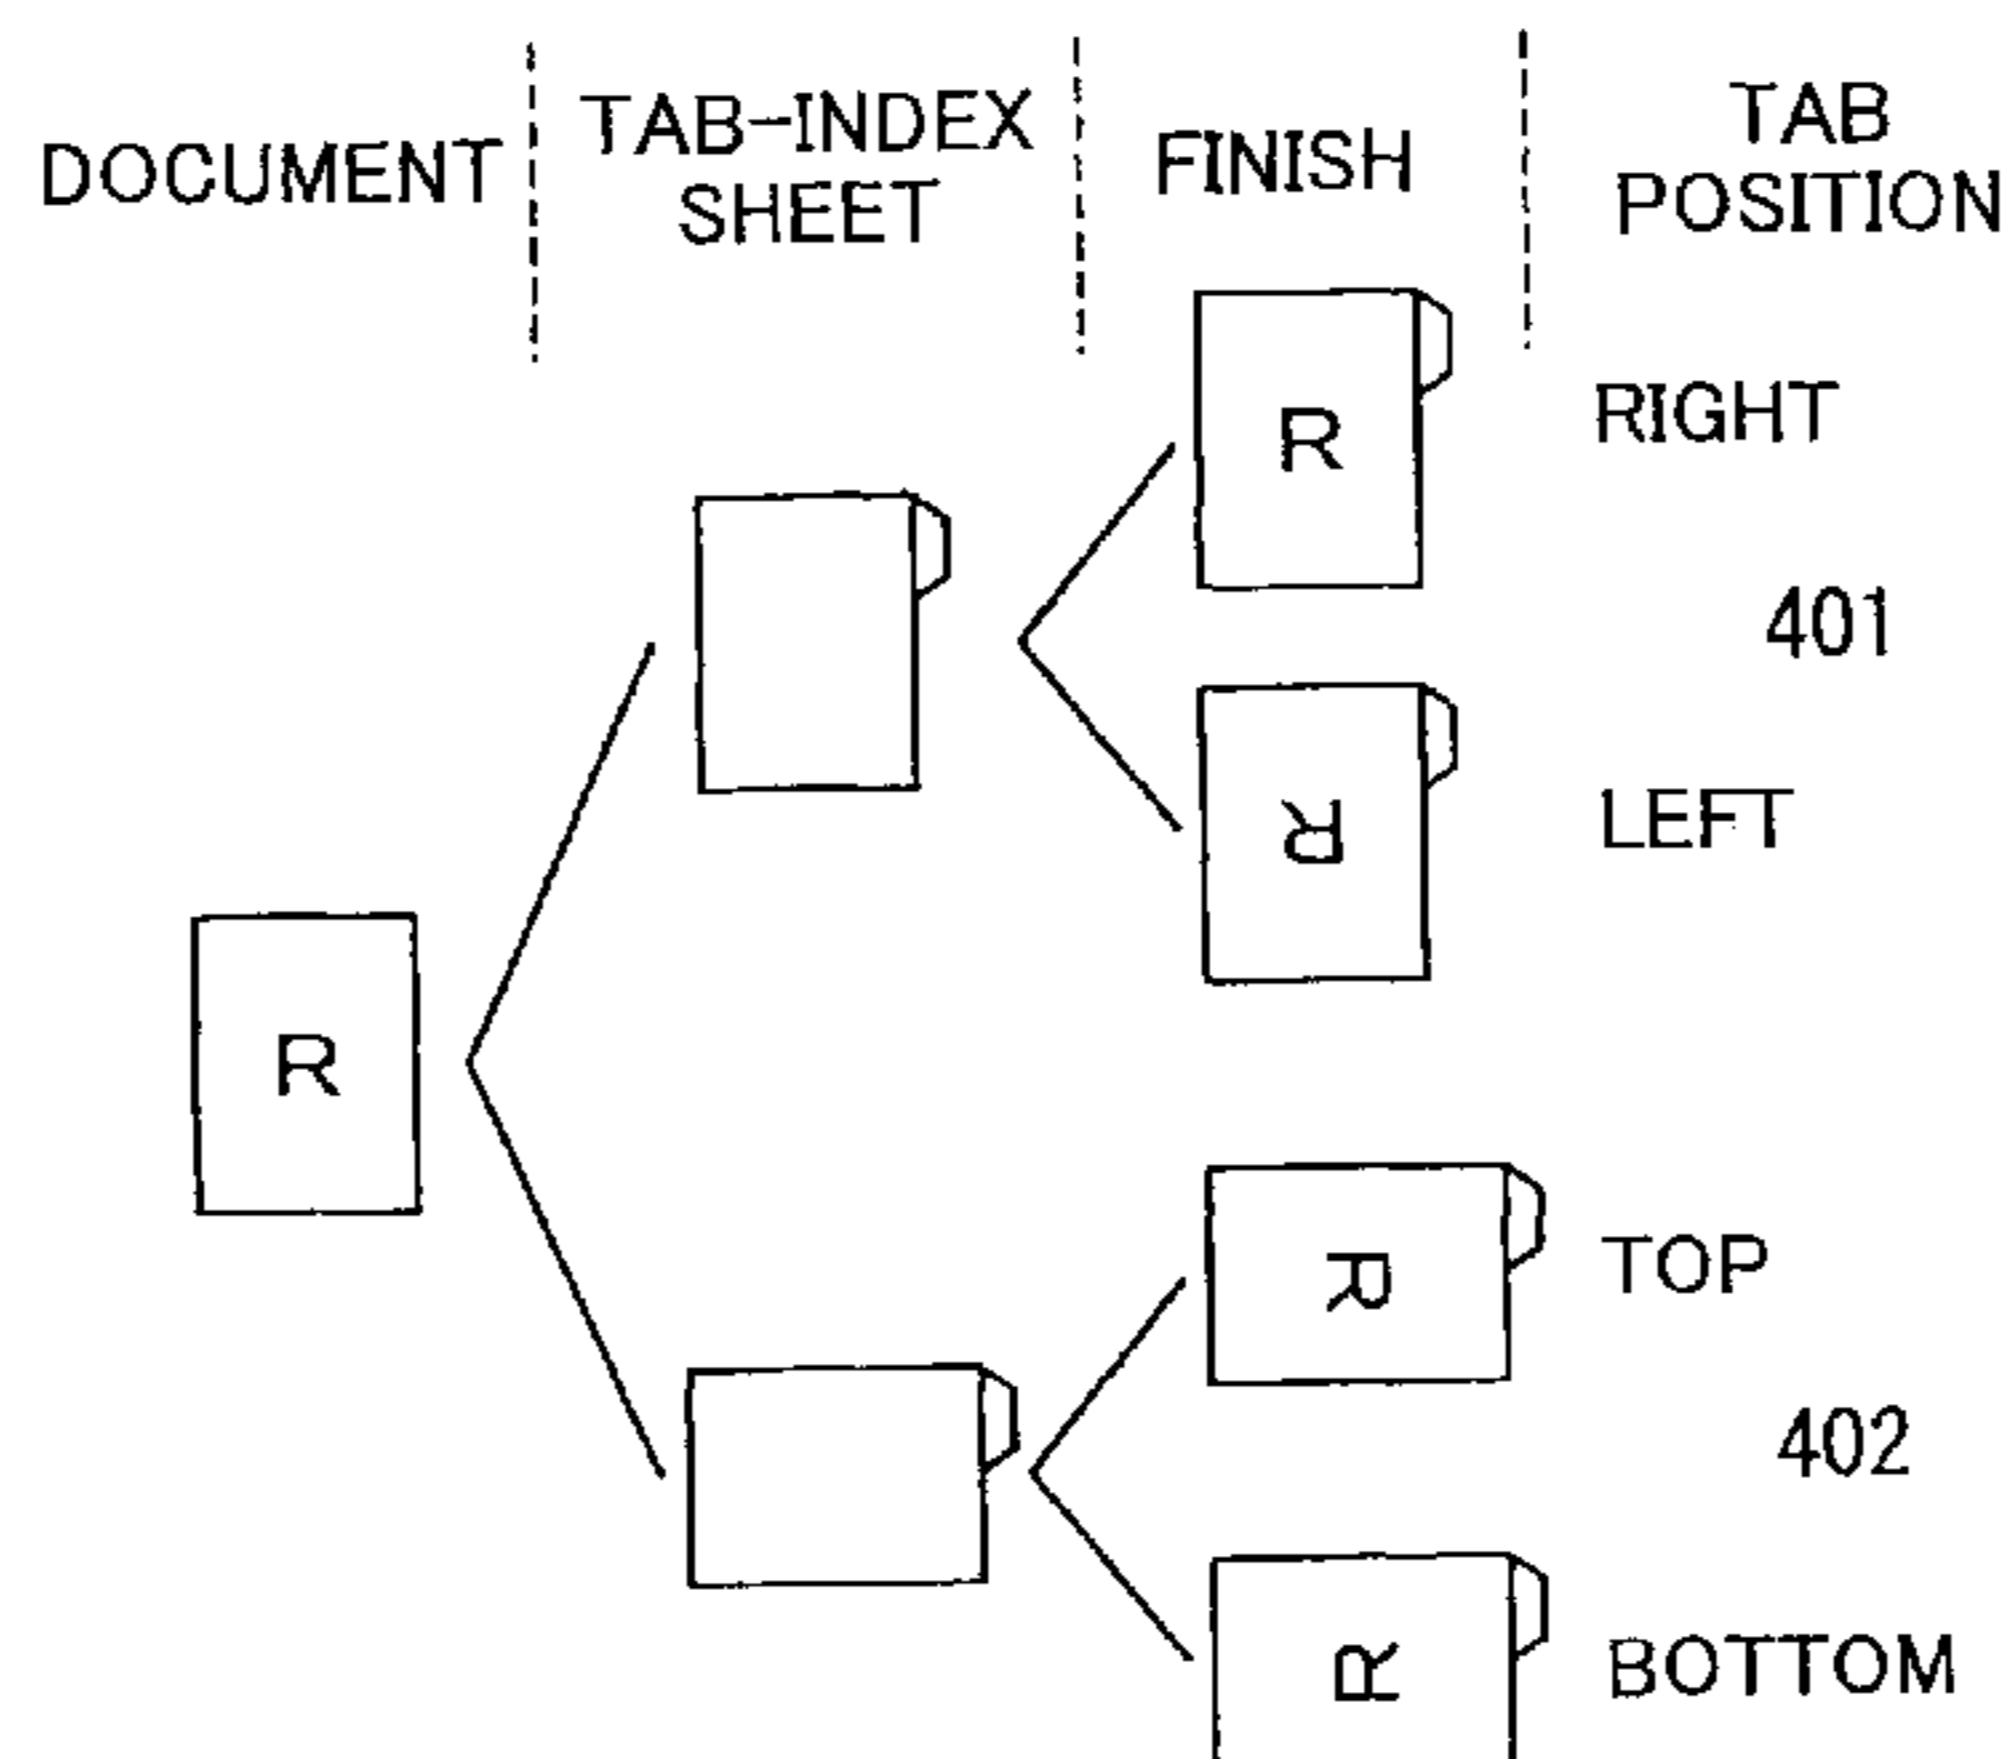 DOCUMENT
TAB-INDEX
SHEET
FINISH
TAB
POSITION
R
RIGHT
401
R
LEFT
R
R
TOP
402
R
BOTTOM